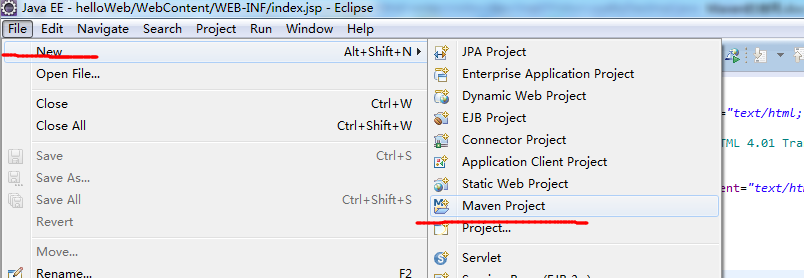 Java EE - helloWeb/WebContent/WEB-INF/index.jsp - Eclipse
File Edit Navigate Search Project Run Window Help
New Alt+Shift+N
Open File...
Close Ctrl+W
Close All Ctrl+Shift+W
Save Ctrl+S
Save As...
Save All Ctrl+Shift+S
Revert
Move...
Rename... F2
JPA Project
Enterprise Application Project
Dynamic Web Project
EJB Project
Connector Project
Application Client Project
Static Web Project
Maven Project
Project...
Servlet
="text/html;
TML 4.01 Tra
ent="text/ht